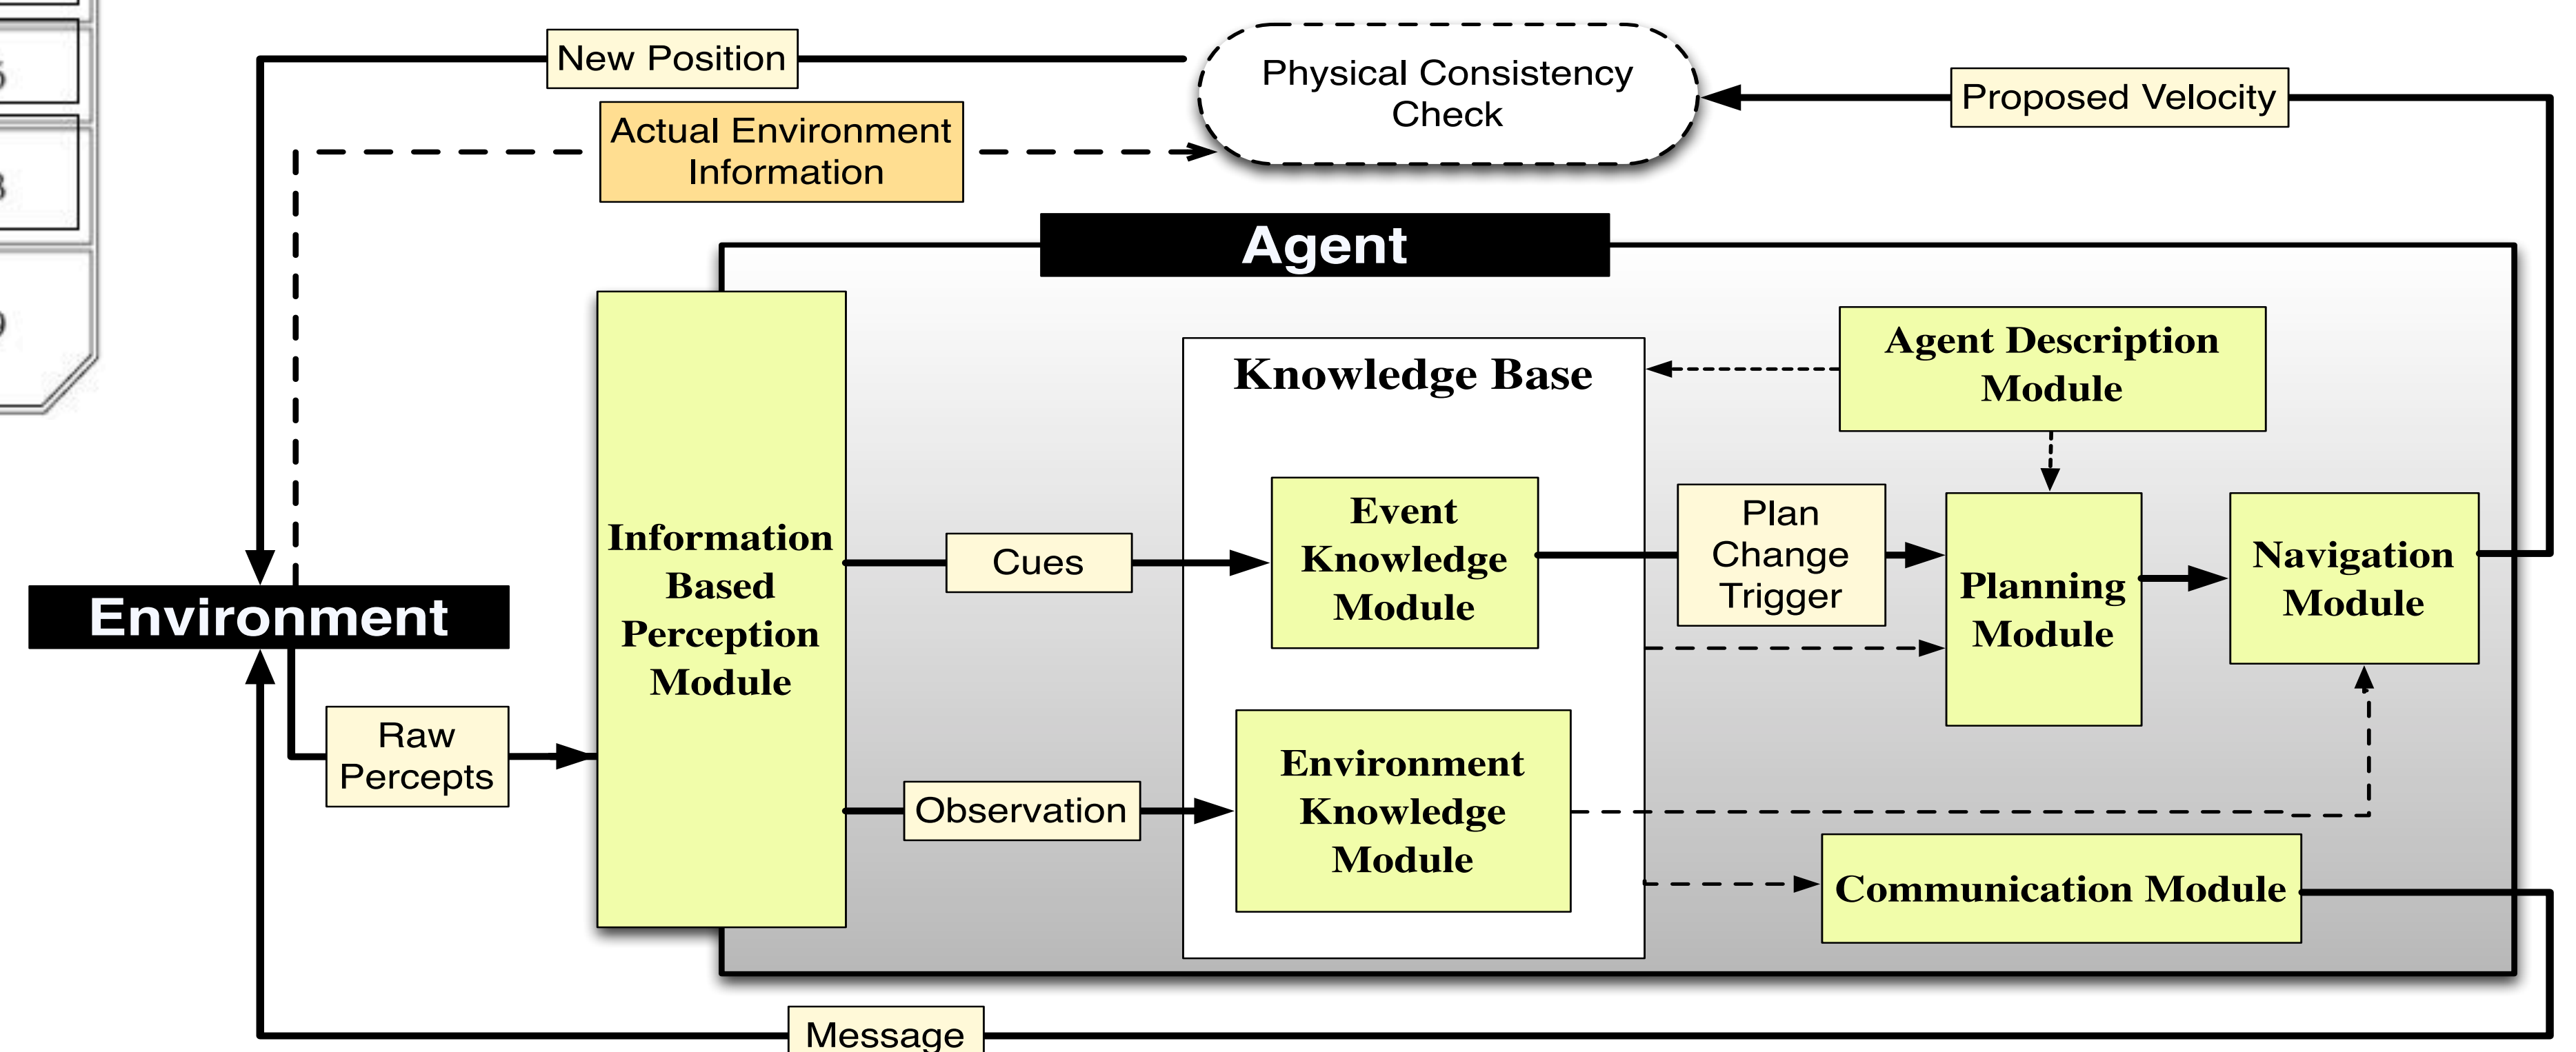 New Position
Physical Consistency
Check
Proposed Velocity
Actual Environment
Information
Agent
Agent Description
Module
Knowledge Base
Event
Knowledge
Module
Plan
Change
Trigger
Planning
Module
Navigation
Module
Information
Based
Perception
Module
Cues
Environment
Raw
Percepts
Observation
Environment
Knowledge
Module
Communication Module
Message